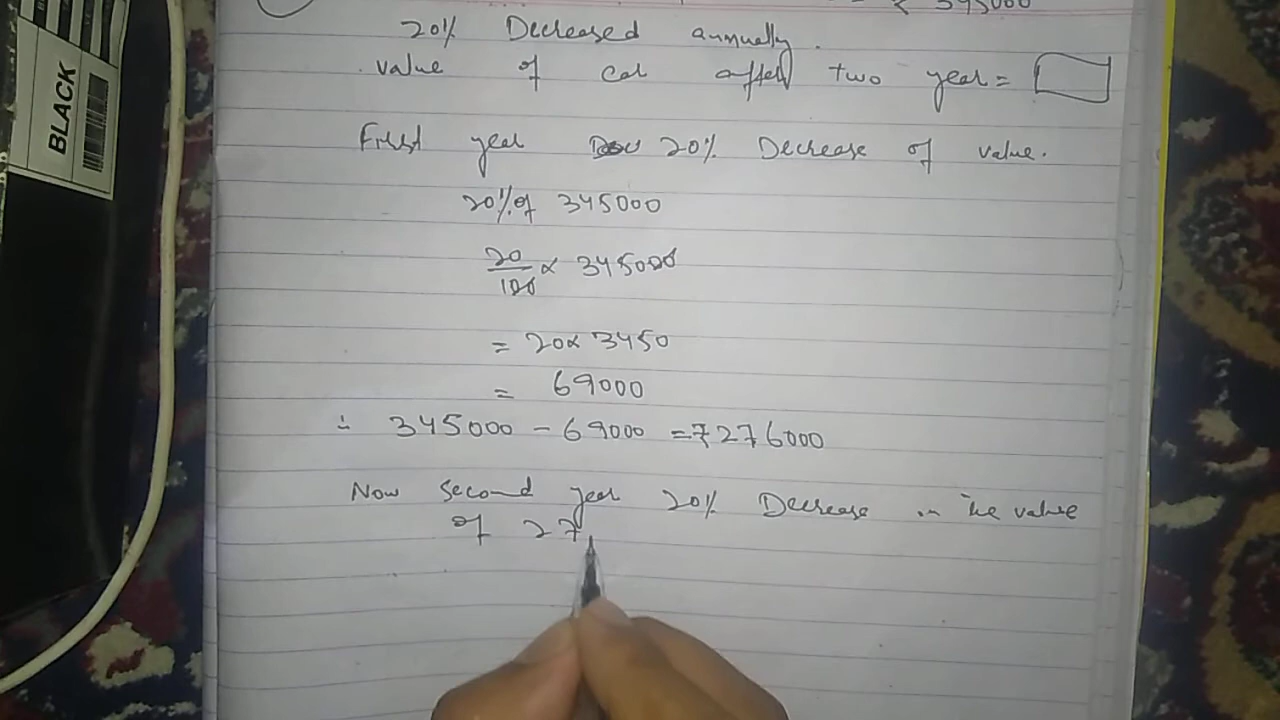 = ₹ 345000
20% Decreased annually.
value of car after two year =
First year 20% Decrease of value.
20% of 345000
20/100 × 345000
= 20 × 3450
= 69000
∴ 345000 - 69000 = ₹276000
Now second year 20% Decrease in the value
of 27
BLACK